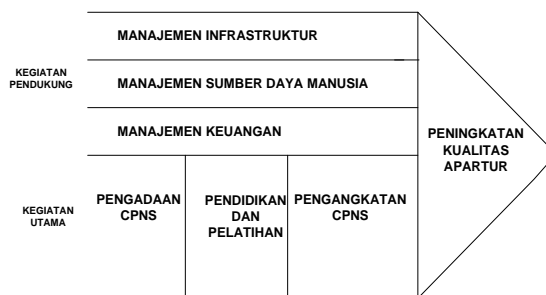 MANAJEMEN INFRASTRUKTUR
KEGIATAN
PENDUKUNG
MANAJEMEN SUMBER DAYA MANUSIA
MANAJEMEN KEUANGAN
PENINGKATAN
KUALITAS
APARTUR
KEGIATAN
UTAMA
PENGADAAN
CPNS
PENDIDIKAN
DAN
PELATIHAN
PENGANGKATAN
CPNS